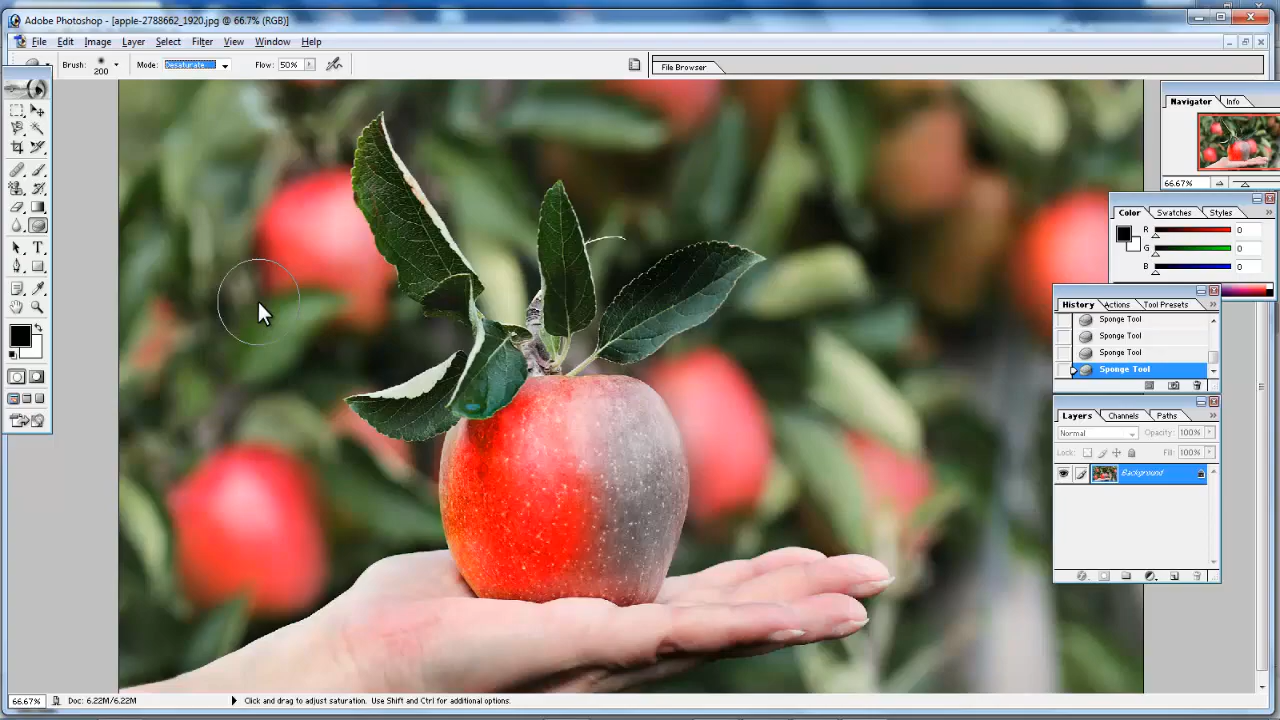 Adobe Photoshop - [apple-2788662_1920.jpg @ 66.7% (RGB)]
File Edit Image Layer Select Filter View Window Help
Brush: 200 Mode: Desaturate Flow: 50% File Browser
Navigator Info
66.67%
Color Swatches Styles
R 0
G 0
B 0
History Actions Tool Presets
Sponge Tool
Sponge Tool
Sponge Tool
Sponge Tool
Layers Channels Paths
Normal Opacity: 100%
Lock: Fill: 100%
Background
66.67% Doc: 6.22M/6.22M Click and drag to adjust saturation. Use Shift and Ctrl for additional options.